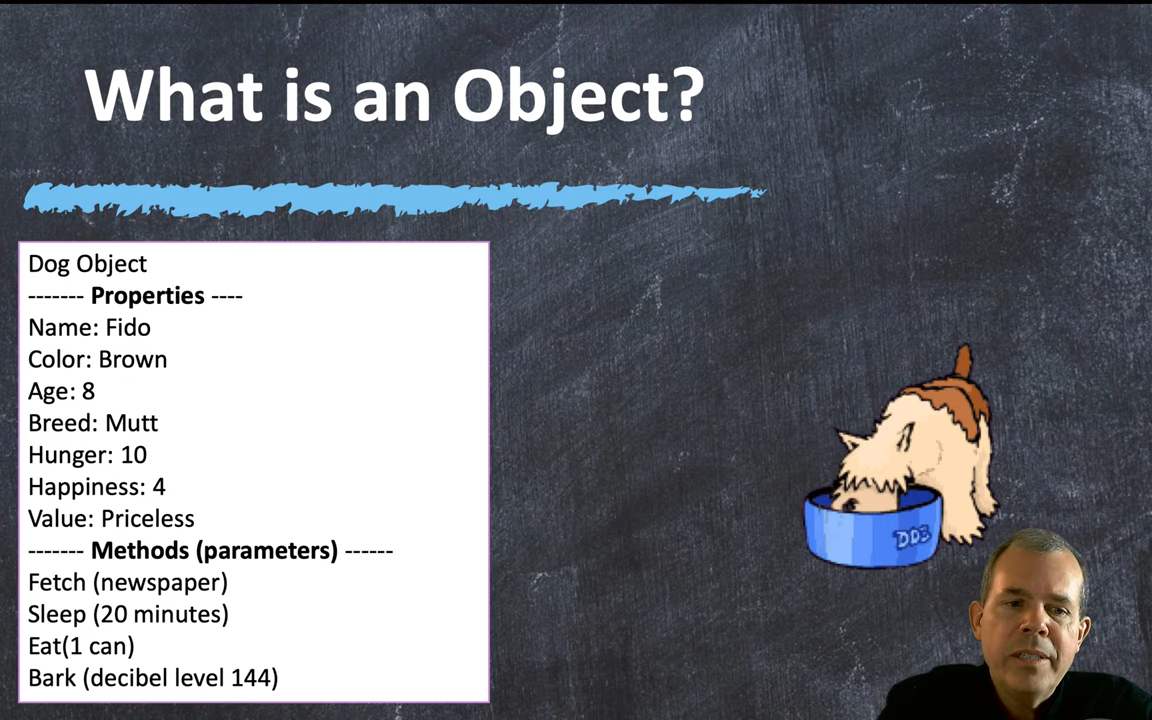 What is an Object?
Dog Object
------- Properties ----
Name: Fido
Color: Brown
Age: 8
Breed: Mutt
Hunger: 10
Happiness: 4
Value: Priceless
------- Methods (parameters) ------
Fetch (newspaper)
Sleep (20 minutes)
Eat(1 can)
Bark (decibel level 144)